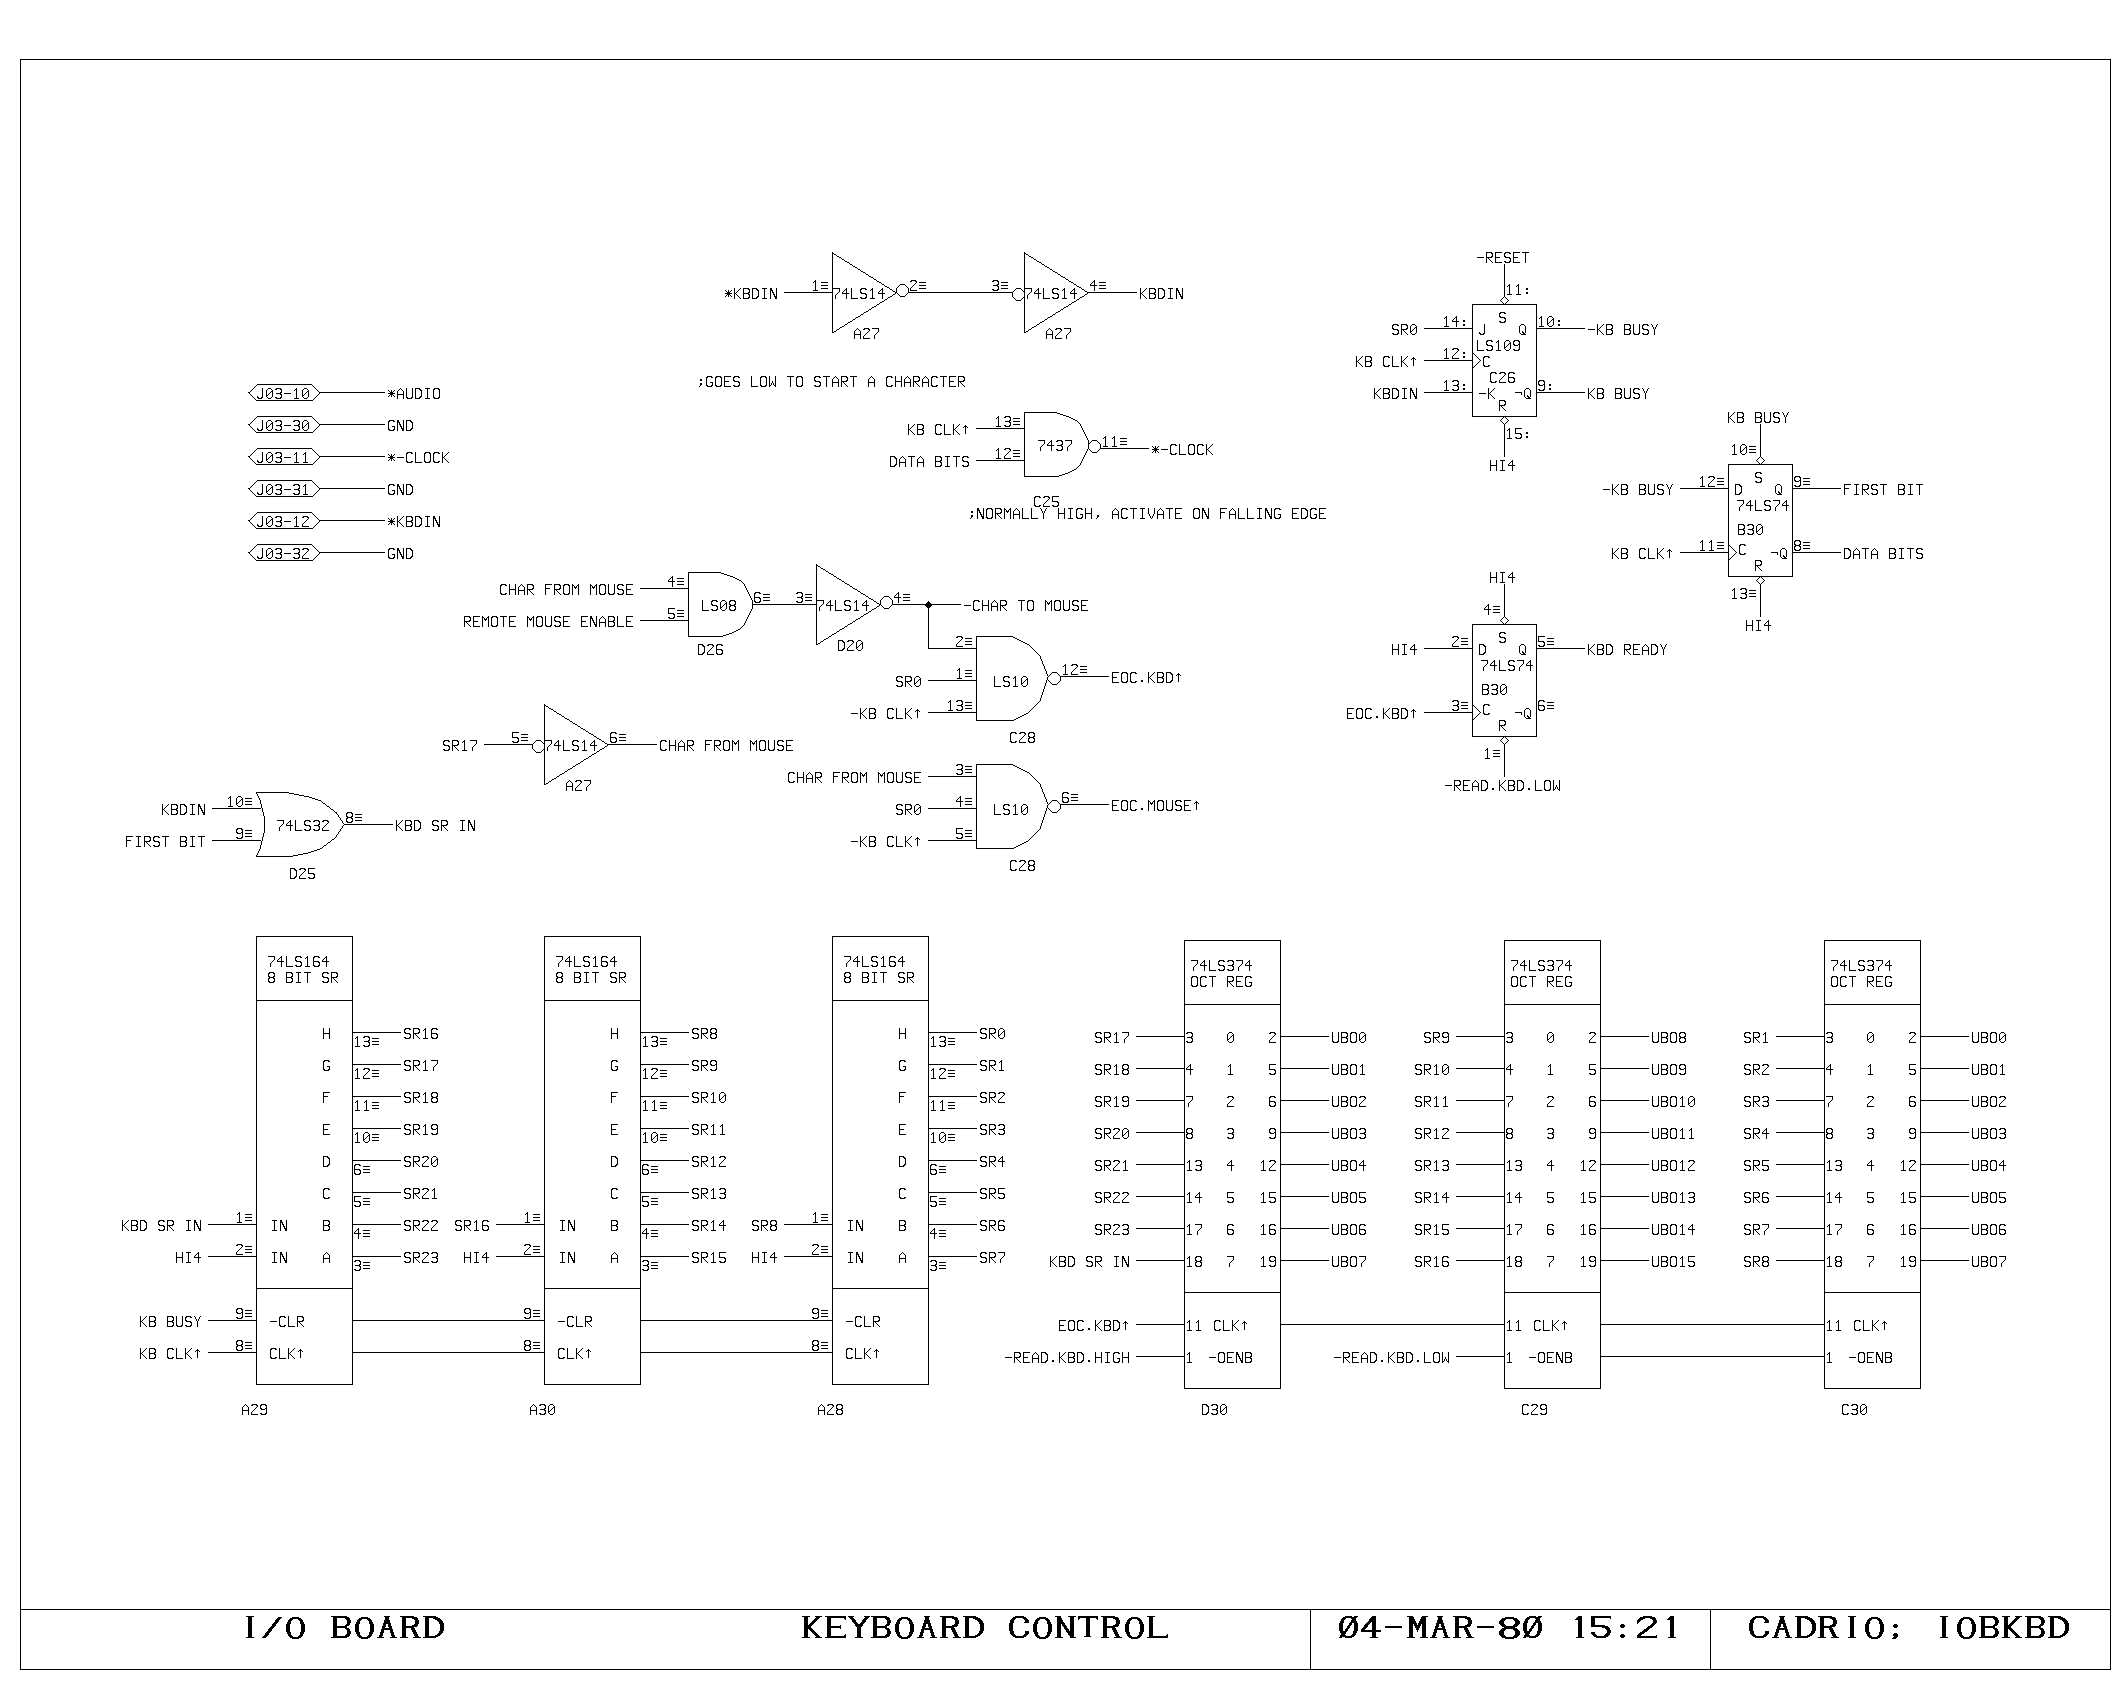 -RESET
11:
*KBDIN 1≡ 74LS14 2≡ 3≡ 74LS14 4≡ KBDIN
A27 A27
S
SR0 14: J Q 10: -KB BUSY
LS109
KB CLK↑ 12: C
C26
KBDIN 13: -K ¬Q 9: KB BUSY
R
15:
HI4
;GOES LOW TO START A CHARACTER
J03-10 *AUDIO
J03-30 GND
J03-11 *-CLOCK
J03-31 GND
J03-12 *KBDIN
J03-32 GND
KB CLK↑ 13≡
7437 11≡ *-CLOCK
DATA BITS 12≡
C25
;NORMALLY HIGH, ACTIVATE ON FALLING EDGE
KB BUSY
10≡
S
-KB BUSY 12≡ D Q 9≡ FIRST BIT
74LS74
B30
KB CLK↑ 11≡ C ¬Q 8≡ DATA BITS
R
13≡
HI4
CHAR FROM MOUSE 4≡
LS08 6≡ 3≡ 74LS14 4≡ -CHAR TO MOUSE
REMOTE MOUSE ENABLE 5≡
D26 D20
2≡
SR0 1≡ LS10 12≡ EOC.KBD↑
-KB CLK↑ 13≡
C28
HI4
4≡
S
HI4 2≡ D Q 5≡ KBD READY
74LS74
B30
EOC.KBD↑ 3≡ C ¬Q 6≡
R
1≡
-READ.KBD.LOW
SR17 5≡ 74LS14 6≡ CHAR FROM MOUSE
A27
CHAR FROM MOUSE 3≡
SR0 4≡ LS10 6≡ EOC.MOUSE↑
-KB CLK↑ 5≡
C28
KBDIN 10≡
74LS32 8≡ KBD SR IN
FIRST BIT 9≡
D25
74LS164
8 BIT SR
H 13≡ SR16
G 12≡ SR17
F 11≡ SR18
E 10≡ SR19
D 6≡ SR20
C 5≡ SR21
KBD SR IN 1≡ IN B 4≡ SR22
HI4 2≡ IN A 3≡ SR23
KB BUSY 9≡ -CLR
KB CLK↑ 8≡ CLK↑
A29
74LS164
8 BIT SR
H 13≡ SR8
G 12≡ SR9
F 11≡ SR10
E 10≡ SR11
D 6≡ SR12
C 5≡ SR13
SR16 1≡ IN B 4≡ SR14
HI4 2≡ IN A 3≡ SR15
9≡ -CLR
8≡ CLK↑
A30
74LS164
8 BIT SR
H 13≡ SR0
G 12≡ SR1
F 11≡ SR2
E 10≡ SR3
D 6≡ SR4
C 5≡ SR5
SR8 1≡ IN B 4≡ SR6
HI4 2≡ IN A 3≡ SR7
9≡ -CLR
8≡ CLK↑
A28
74LS374
OCT REG
SR17 3 0 2 UBO0
SR18 4 1 5 UBO1
SR19 7 2 6 UBO2
SR20 8 3 9 UBO3
SR21 13 4 12 UBO4
SR22 14 5 15 UBO5
SR23 17 6 16 UBO6
KBD SR IN 18 7 19 UBO7
EOC.KBD↑ 11 CLK↑
-READ.KBD.HIGH 1 -OENB
D30
74LS374
OCT REG
SR9 3 0 2 UBO8
SR10 4 1 5 UBO9
SR11 7 2 6 UBO10
SR12 8 3 9 UBO11
SR13 13 4 12 UBO12
SR14 14 5 15 UBO13
SR15 17 6 16 UBO14
SR16 18 7 19 UBO15
11 CLK↑
-READ.KBD.LOW 1 -OENB
C29
74LS374
OCT REG
SR1 3 0 2 UBO0
SR2 4 1 5 UBO1
SR3 7 2 6 UBO2
SR4 8 3 9 UBO3
SR5 13 4 12 UBO4
SR6 14 5 15 UBO5
SR7 17 6 16 UBO6
SR8 18 7 19 UBO7
11 CLK↑
1 -OENB
C30
I/O BOARD KEYBOARD CONTROL 04-MAR-80 15:21 CADRIO; IOBKBD